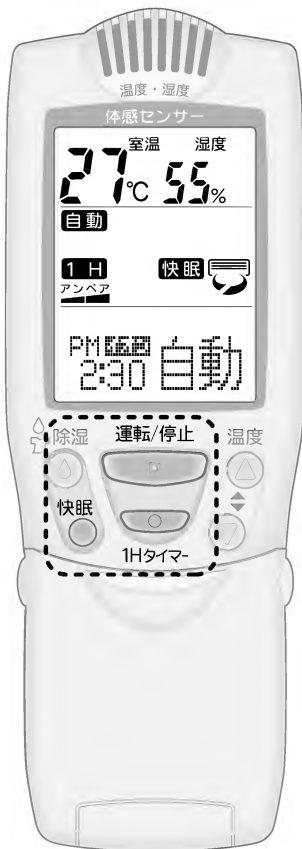 温度・湿度
体感センサー
室温 湿度
27℃ 55%
自動
1 H 快眠
アンペア
PM
2:30 自動
除湿 運転/停止 温度
快眠
1Hタイマー